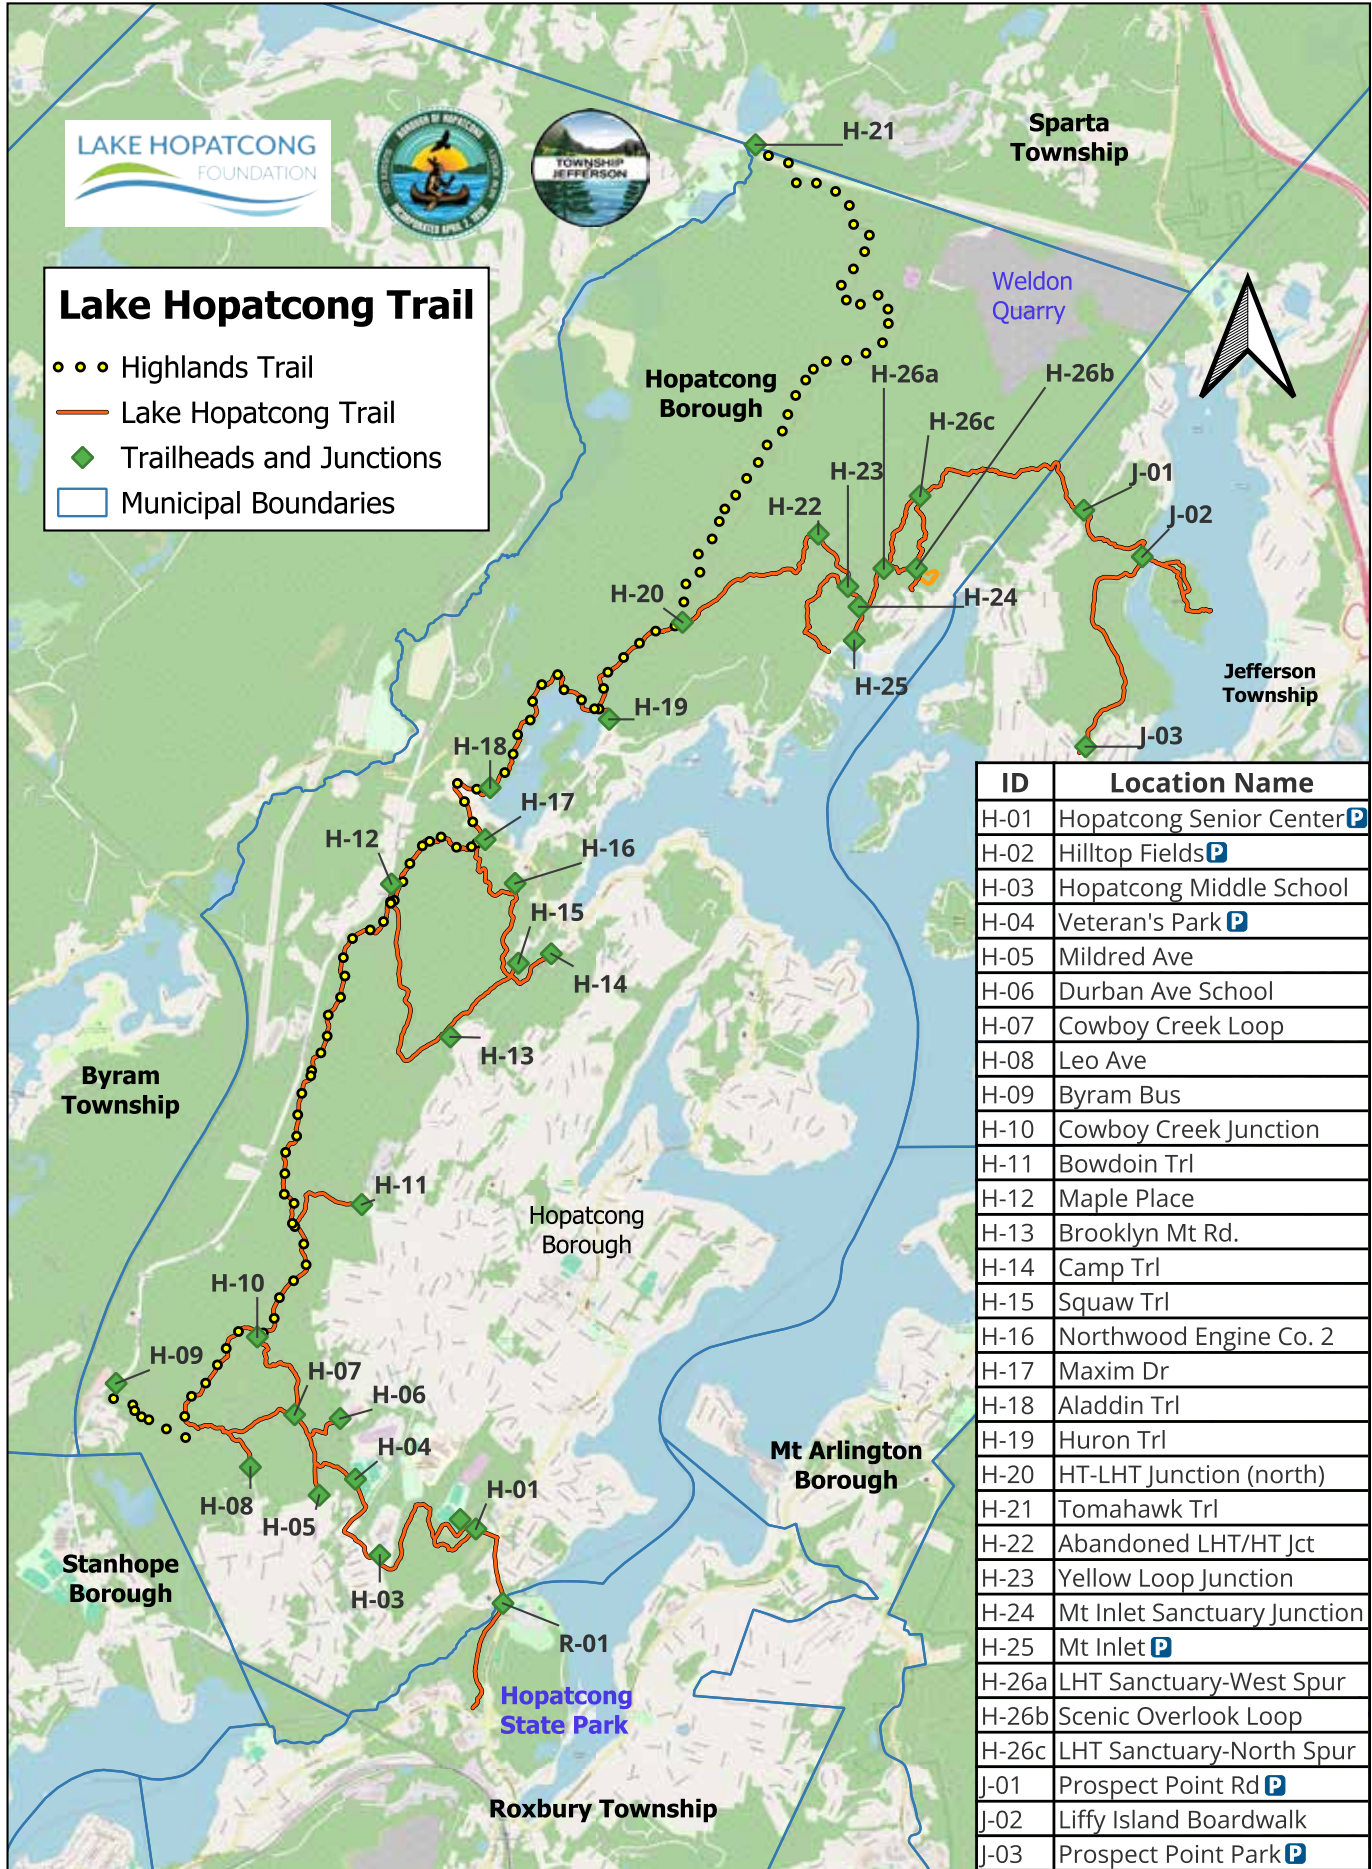 H-21
Sparta
Township
LAKE HOPATCONG
FOUNDATION
BOROUGH OF HOPATCONG
INCORPORATED APRIL 2, 1898
TOWNSHIP
JEFFERSON
Weldon
Quarry
Lake Hopatcong Trail
Highlands Trail
Lake Hopatcong Trail
Trailheads and Junctions
Municipal Boundaries
Hopatcong
Borough
H-26a
H-26b
H-26c
H-23
J-01
H-22
J-02
H-20
H-24
Jefferson
Township
H-25
H-19
J-03
H-18
H-17
H-12
H-16
H-15
H-14
H-13
Byram
Township
H-11
Hopatcong
Borough
H-10
H-09
H-07
H-06
H-04
Mt Arlington
Borough
H-01
H-08
H-05
Stanhope
Borough
H-03
R-01
Hopatcong
State Park
Roxbury Township
ID Location Name
H-01 Hopatcong Senior Center P
H-02 Hilltop Fields P
H-03 Hopatcong Middle School
H-04 Veteran's Park P
H-05 Mildred Ave
H-06 Durban Ave School
H-07 Cowboy Creek Loop
H-08 Leo Ave
H-09 Byram Bus
H-10 Cowboy Creek Junction
H-11 Bowdoin Trl
H-12 Maple Place
H-13 Brooklyn Mt Rd.
H-14 Camp Trl
H-15 Squaw Trl
H-16 Northwood Engine Co. 2
H-17 Maxim Dr
H-18 Aladdin Trl
H-19 Huron Trl
H-20 HT-LHT Junction (north)
H-21 Tomahawk Trl
H-22 Abandoned LHT/HT Jct
H-23 Yellow Loop Junction
H-24 Mt Inlet Sanctuary Junction
H-25 Mt Inlet P
H-26a LHT Sanctuary-West Spur
H-26b Scenic Overlook Loop
H-26c LHT Sanctuary-North Spur
J-01 Prospect Point Rd P
J-02 Liffy Island Boardwalk
J-03 Prospect Point Park P